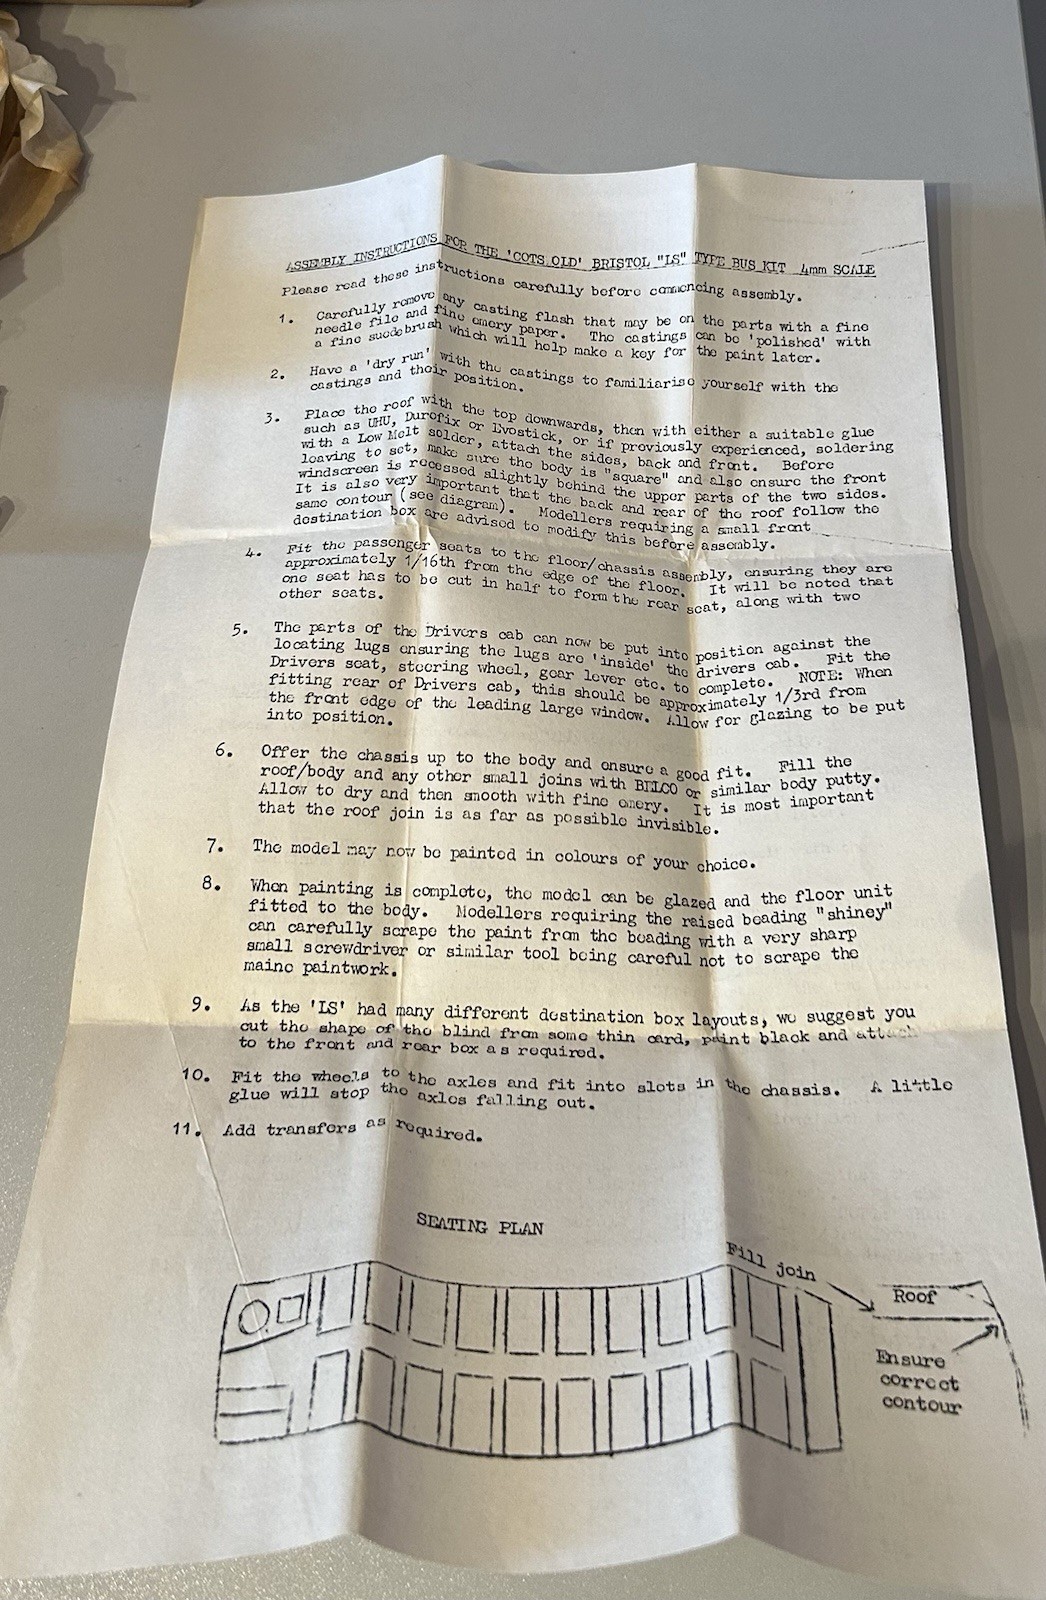 ASSEMBLY INSTRUCTIONS FOR THE 'COTSWOLD' BRISTOL "LS" TYPE BUS KIT 4mm SCALE
Please read these instructions carefully before commencing assembly.
1. Carefully remove any casting flash that may be on the parts with a fine
needle file and fine emery paper. The castings can be 'polished' with
a fine suede brush which will help make a key for the paint later.
2. Have a 'dry run' with the castings to familiarise yourself with the
castings and their position.
3. Place the roof with the top downwards, then with either a suitable glue
such as UHU, Durofix or Evostick, or if previously experienced, soldering
with a Low Melt solder, attach the sides, back and front. Before
leaving to set, make sure the body is "square" and also ensure the front
windscreen is recessed slightly behind the upper parts of the two sides.
It is also very important that the back and rear of the roof follow the
same contour (see diagram). Modellers requiring a small front
destination box are advised to modify this before assembly.
4. Fit the passenger seats to the floor/chassis assembly, ensuring they are
approximately 1/16th from the edge of the floor. It will be noted that
one seat has to be cut in half to form the rear seat, along with two
other seats.
5. The parts of the Drivers cab can now be put into position against the
locating lugs ensuring the lugs are 'inside' the drivers cab. Fit the
Drivers seat, steering wheel, gear lever etc. to complete. NOTE: When
fitting rear of Drivers cab, this should be approximately 1/3rd from
the front edge of the leading large window. Allow for glazing to be put
into position.
6. Offer the chassis up to the body and ensure a good fit. Fill the
roof/body and any other small joins with BELCO or similar body putty.
Allow to dry and then smooth with fine emery. It is most important
that the roof join is as far as possible invisible.
7. The model may now be painted in colours of your choice.
8. When painting is complete, the model can be glazed and the floor unit
fitted to the body. Modellers requiring the raised beading "shiney"
can carefully scrape the paint from the beading with a very sharp
small screwdriver or similar tool being careful not to scrape the
maine paintwork.
9. As the 'LS' had many different destination box layouts, we suggest you
cut the shape of the blind from some thin card, paint black and attach
to the front and rear box as required.
10. Fit the wheels to the axles and fit into slots in the chassis. A little
glue will stop the axles falling out.
11. Add transfers as required.
SEATING PLAN
Fill join
Roof
Ensure
correct
contour